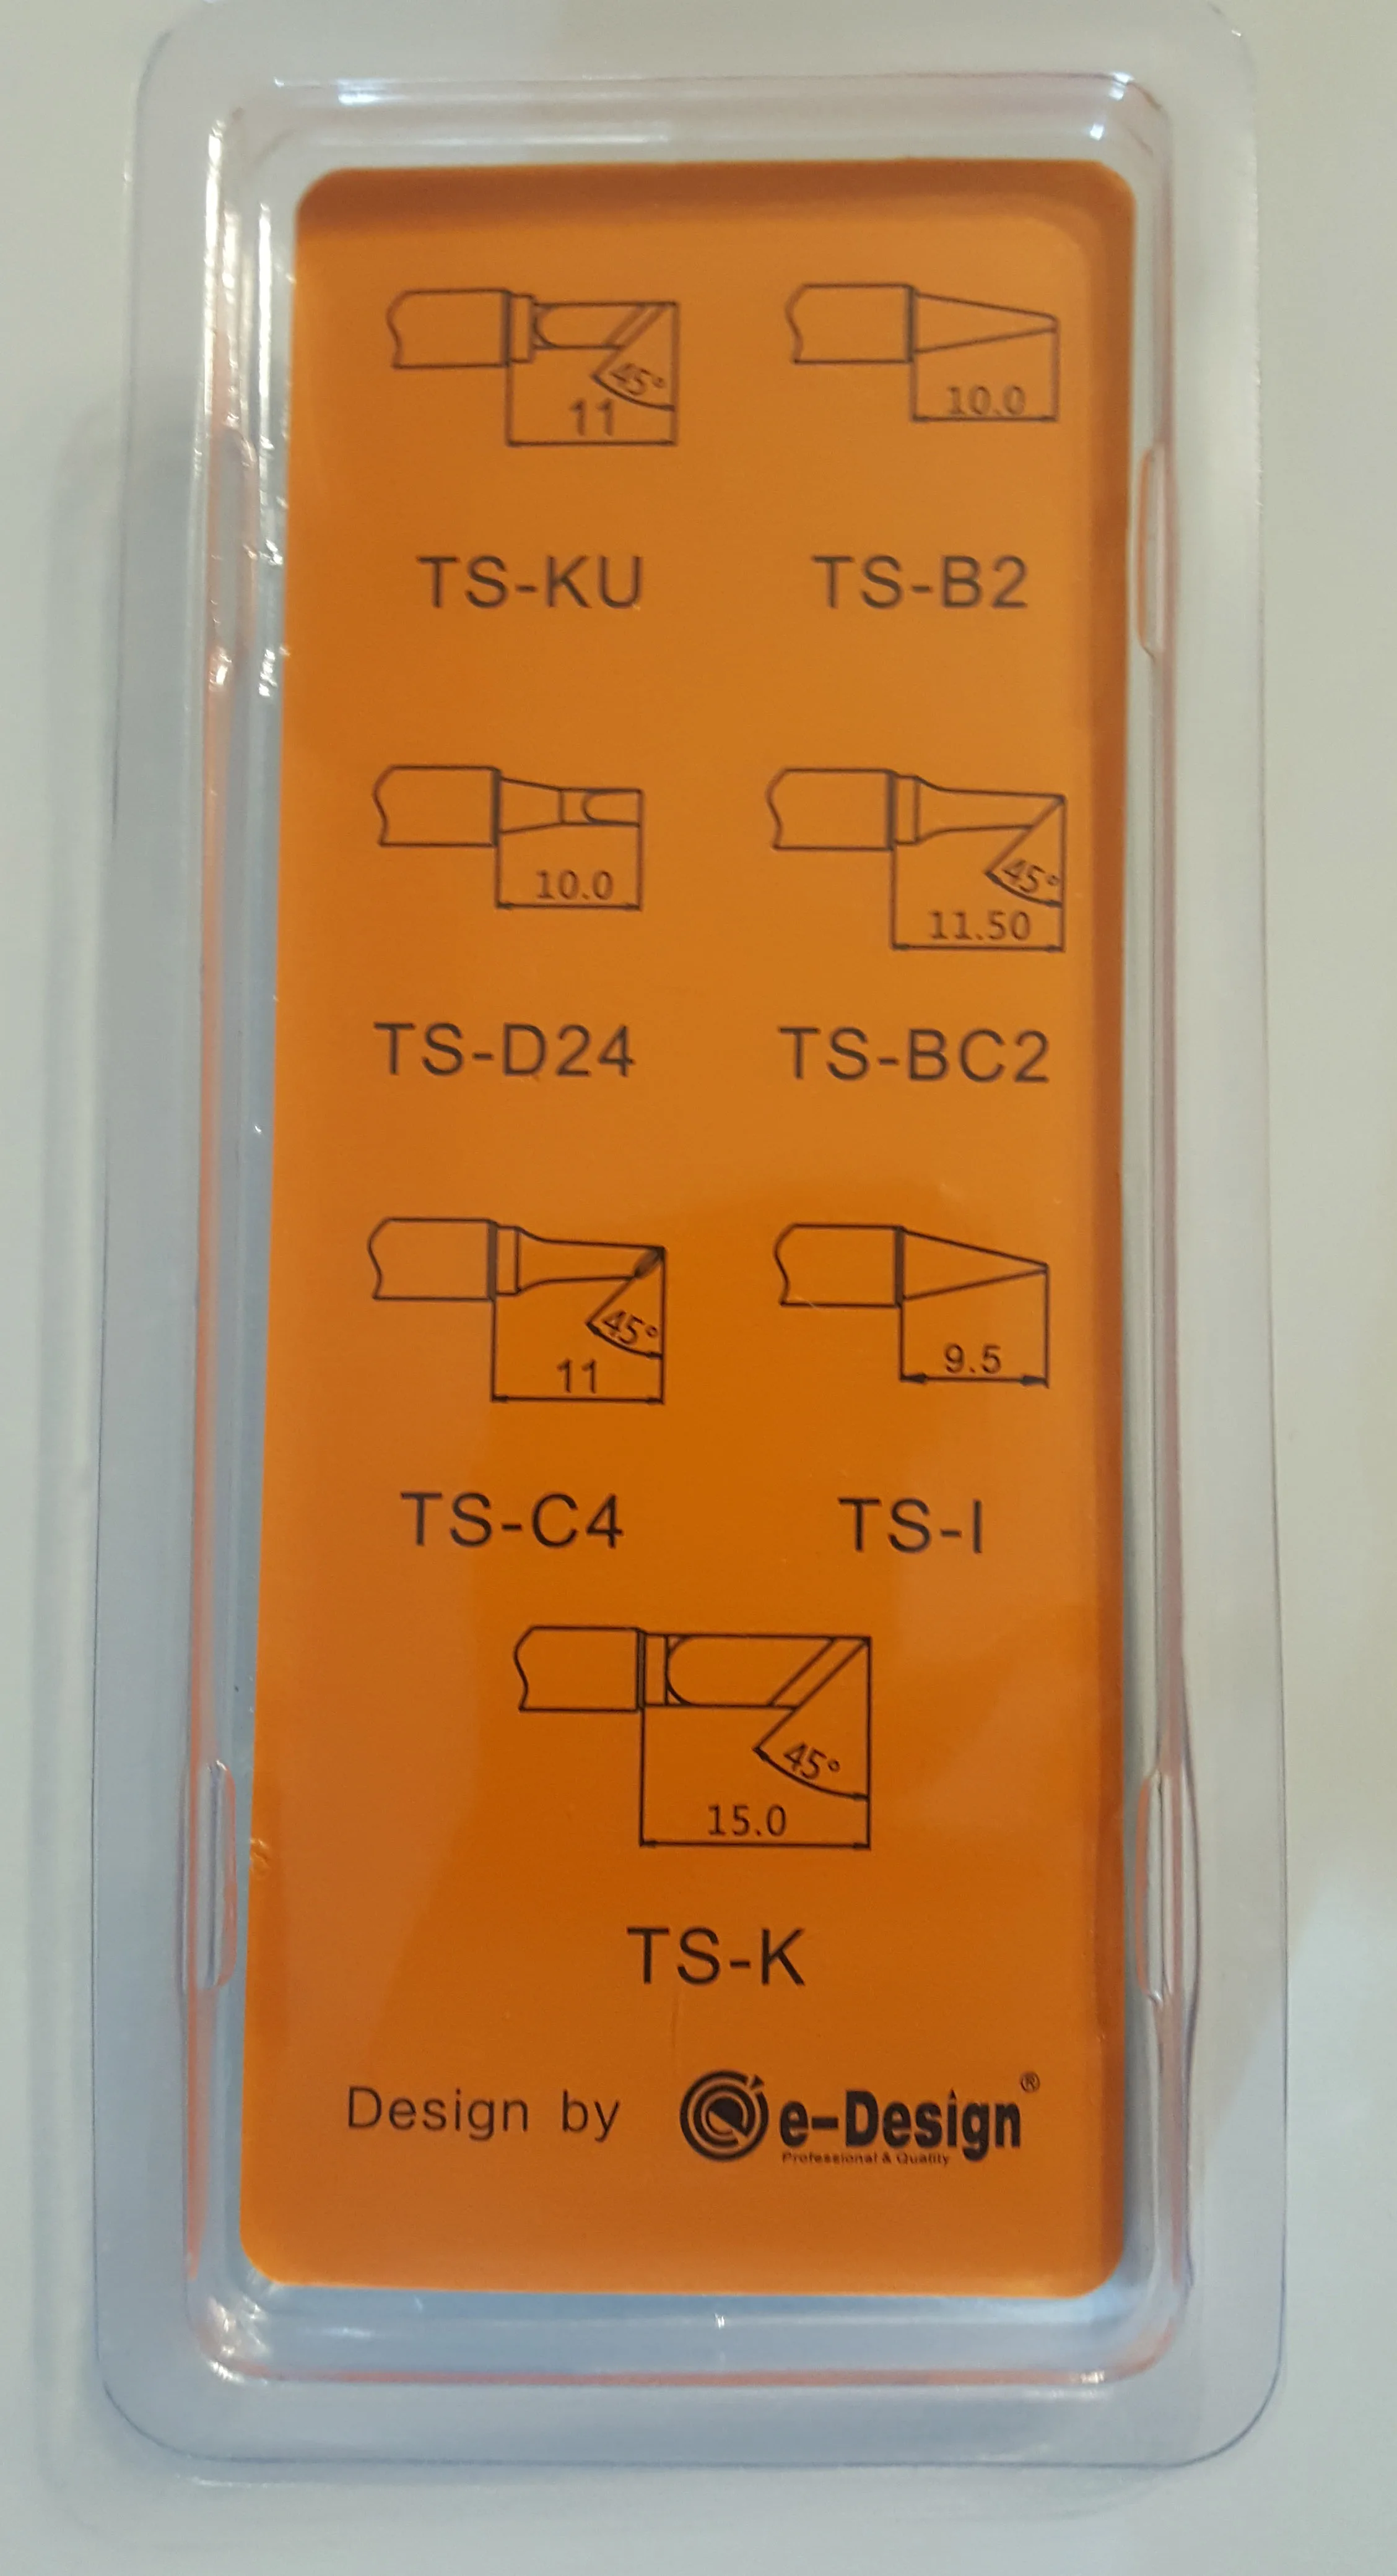 45°
11
10.0
TS-KU
TS-B2
10.0
45°
11.50
TS-D24
TS-BC2
45°
11
9.5
TS-C4
TS-I
45°
15.0
TS-K
Design by e-Design®
Professional & Quality